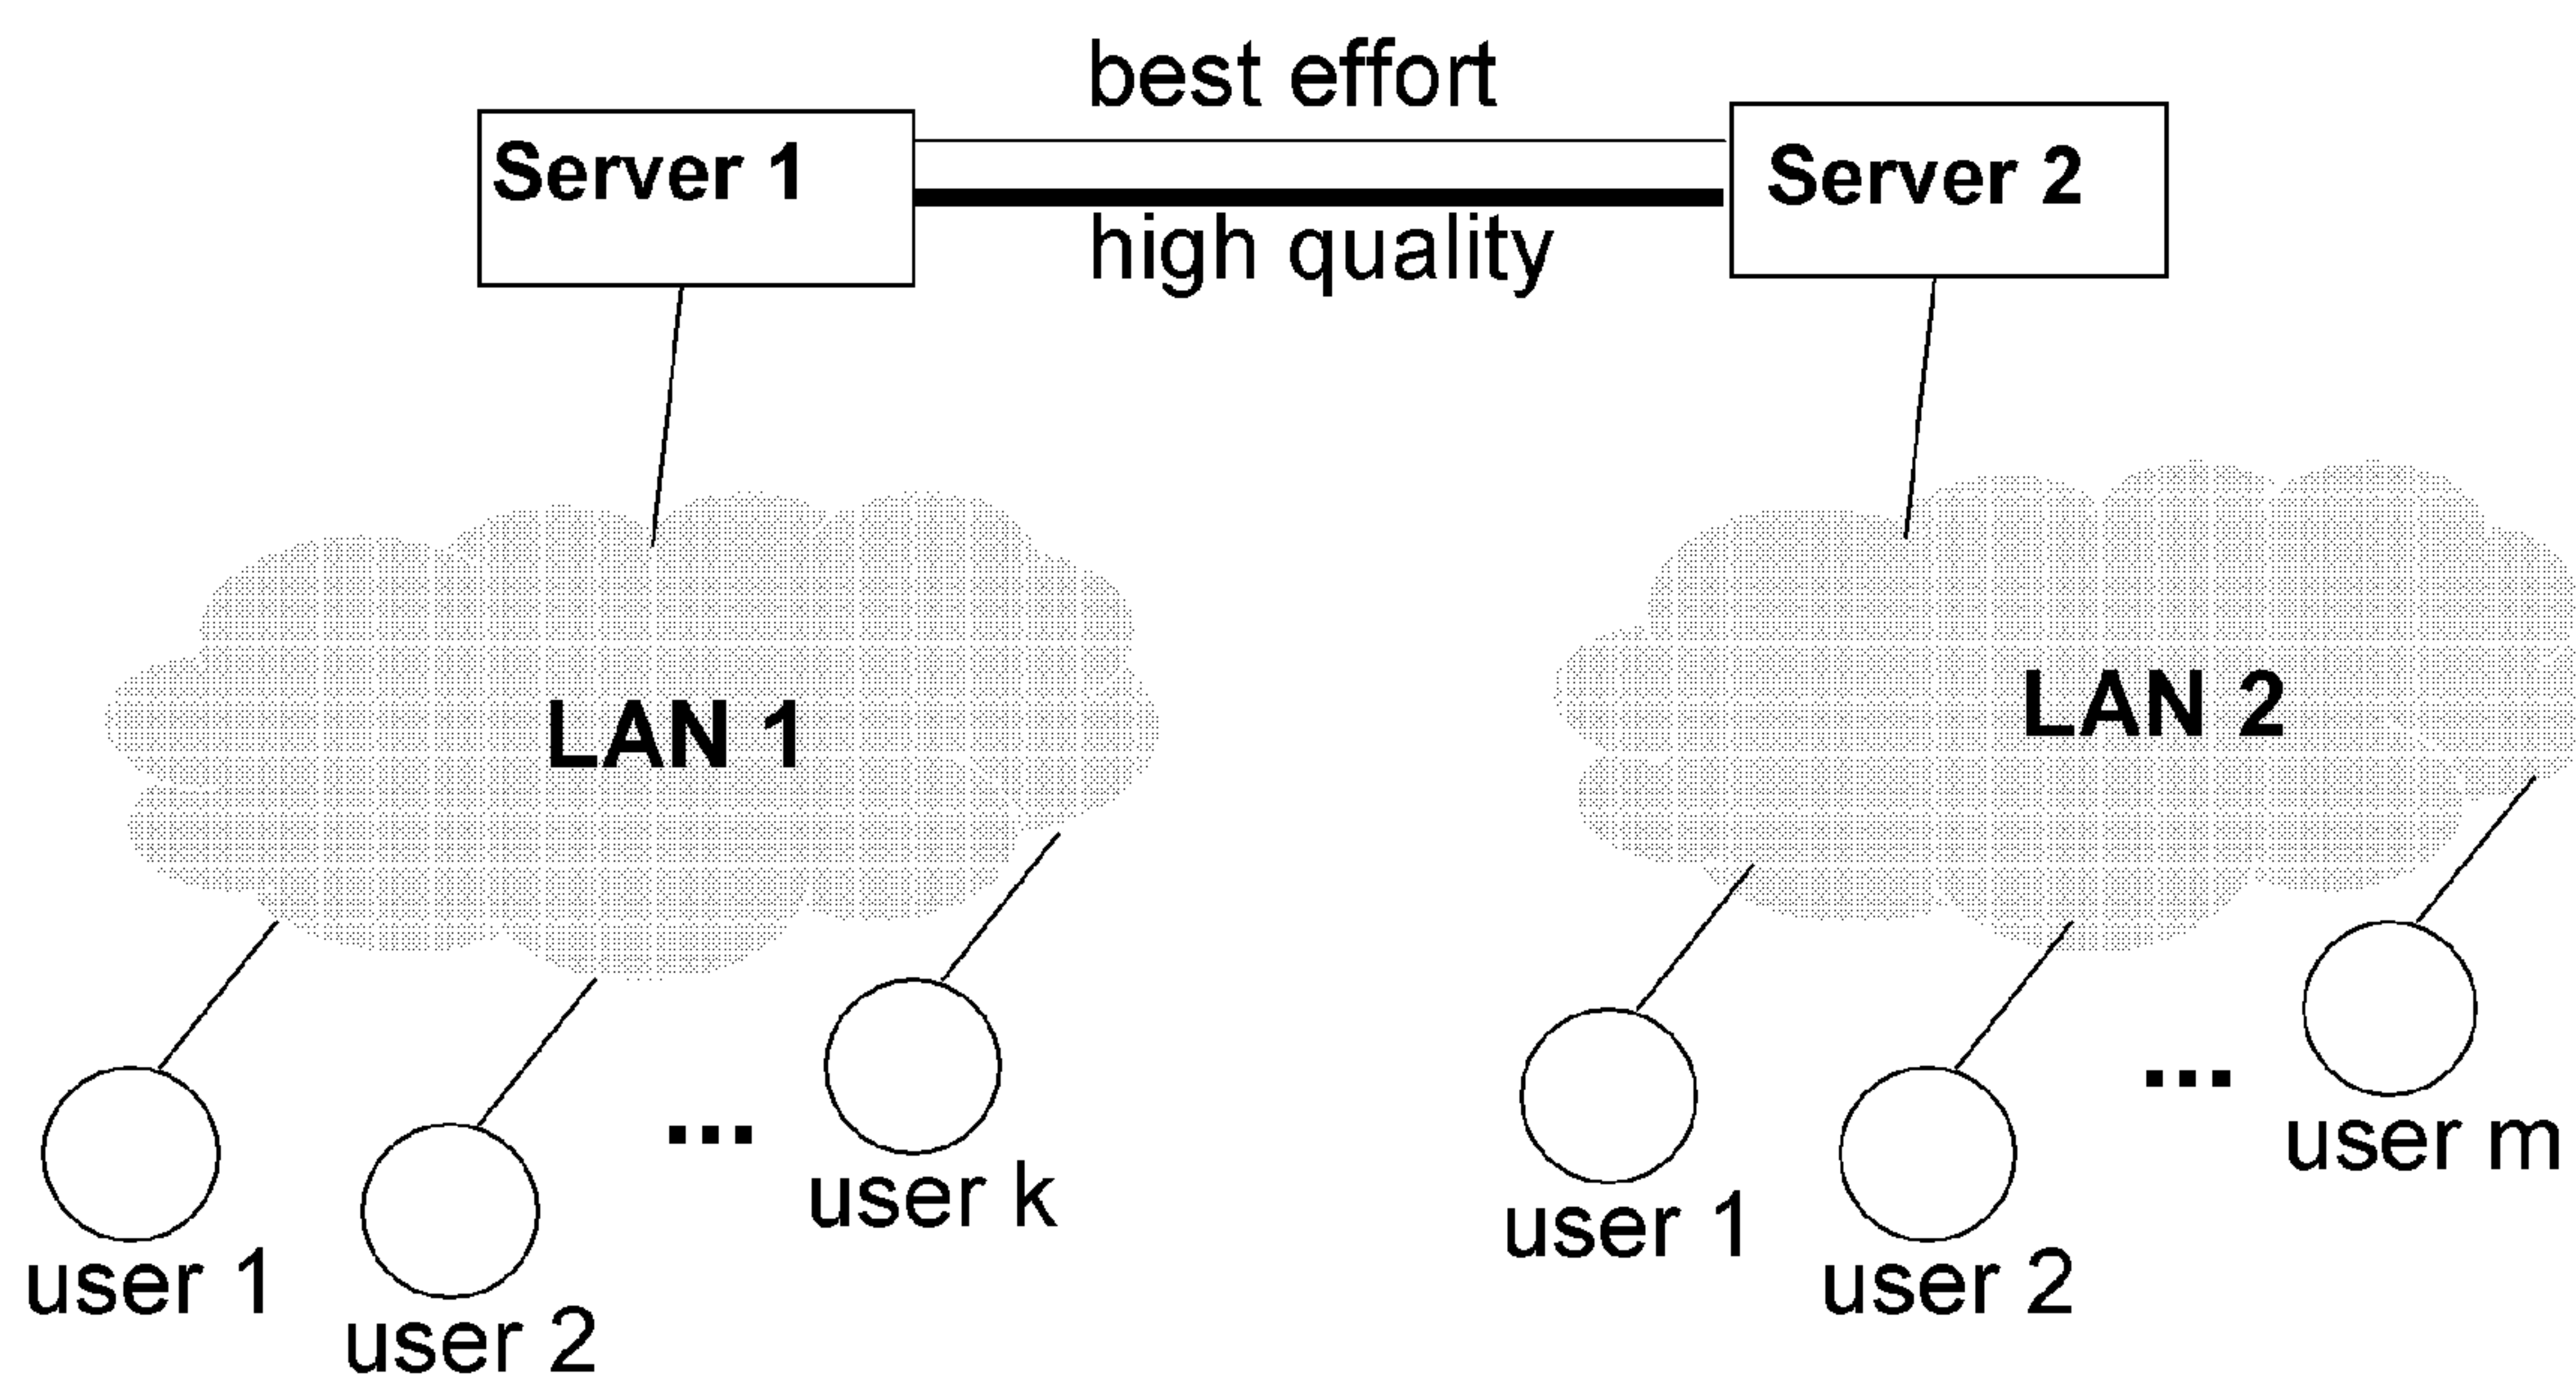 best effort
Server 1
Server 2
high quality
LAN 1
LAN 2
...
...
user 1
user 2
user k
user 1
user 2
user m